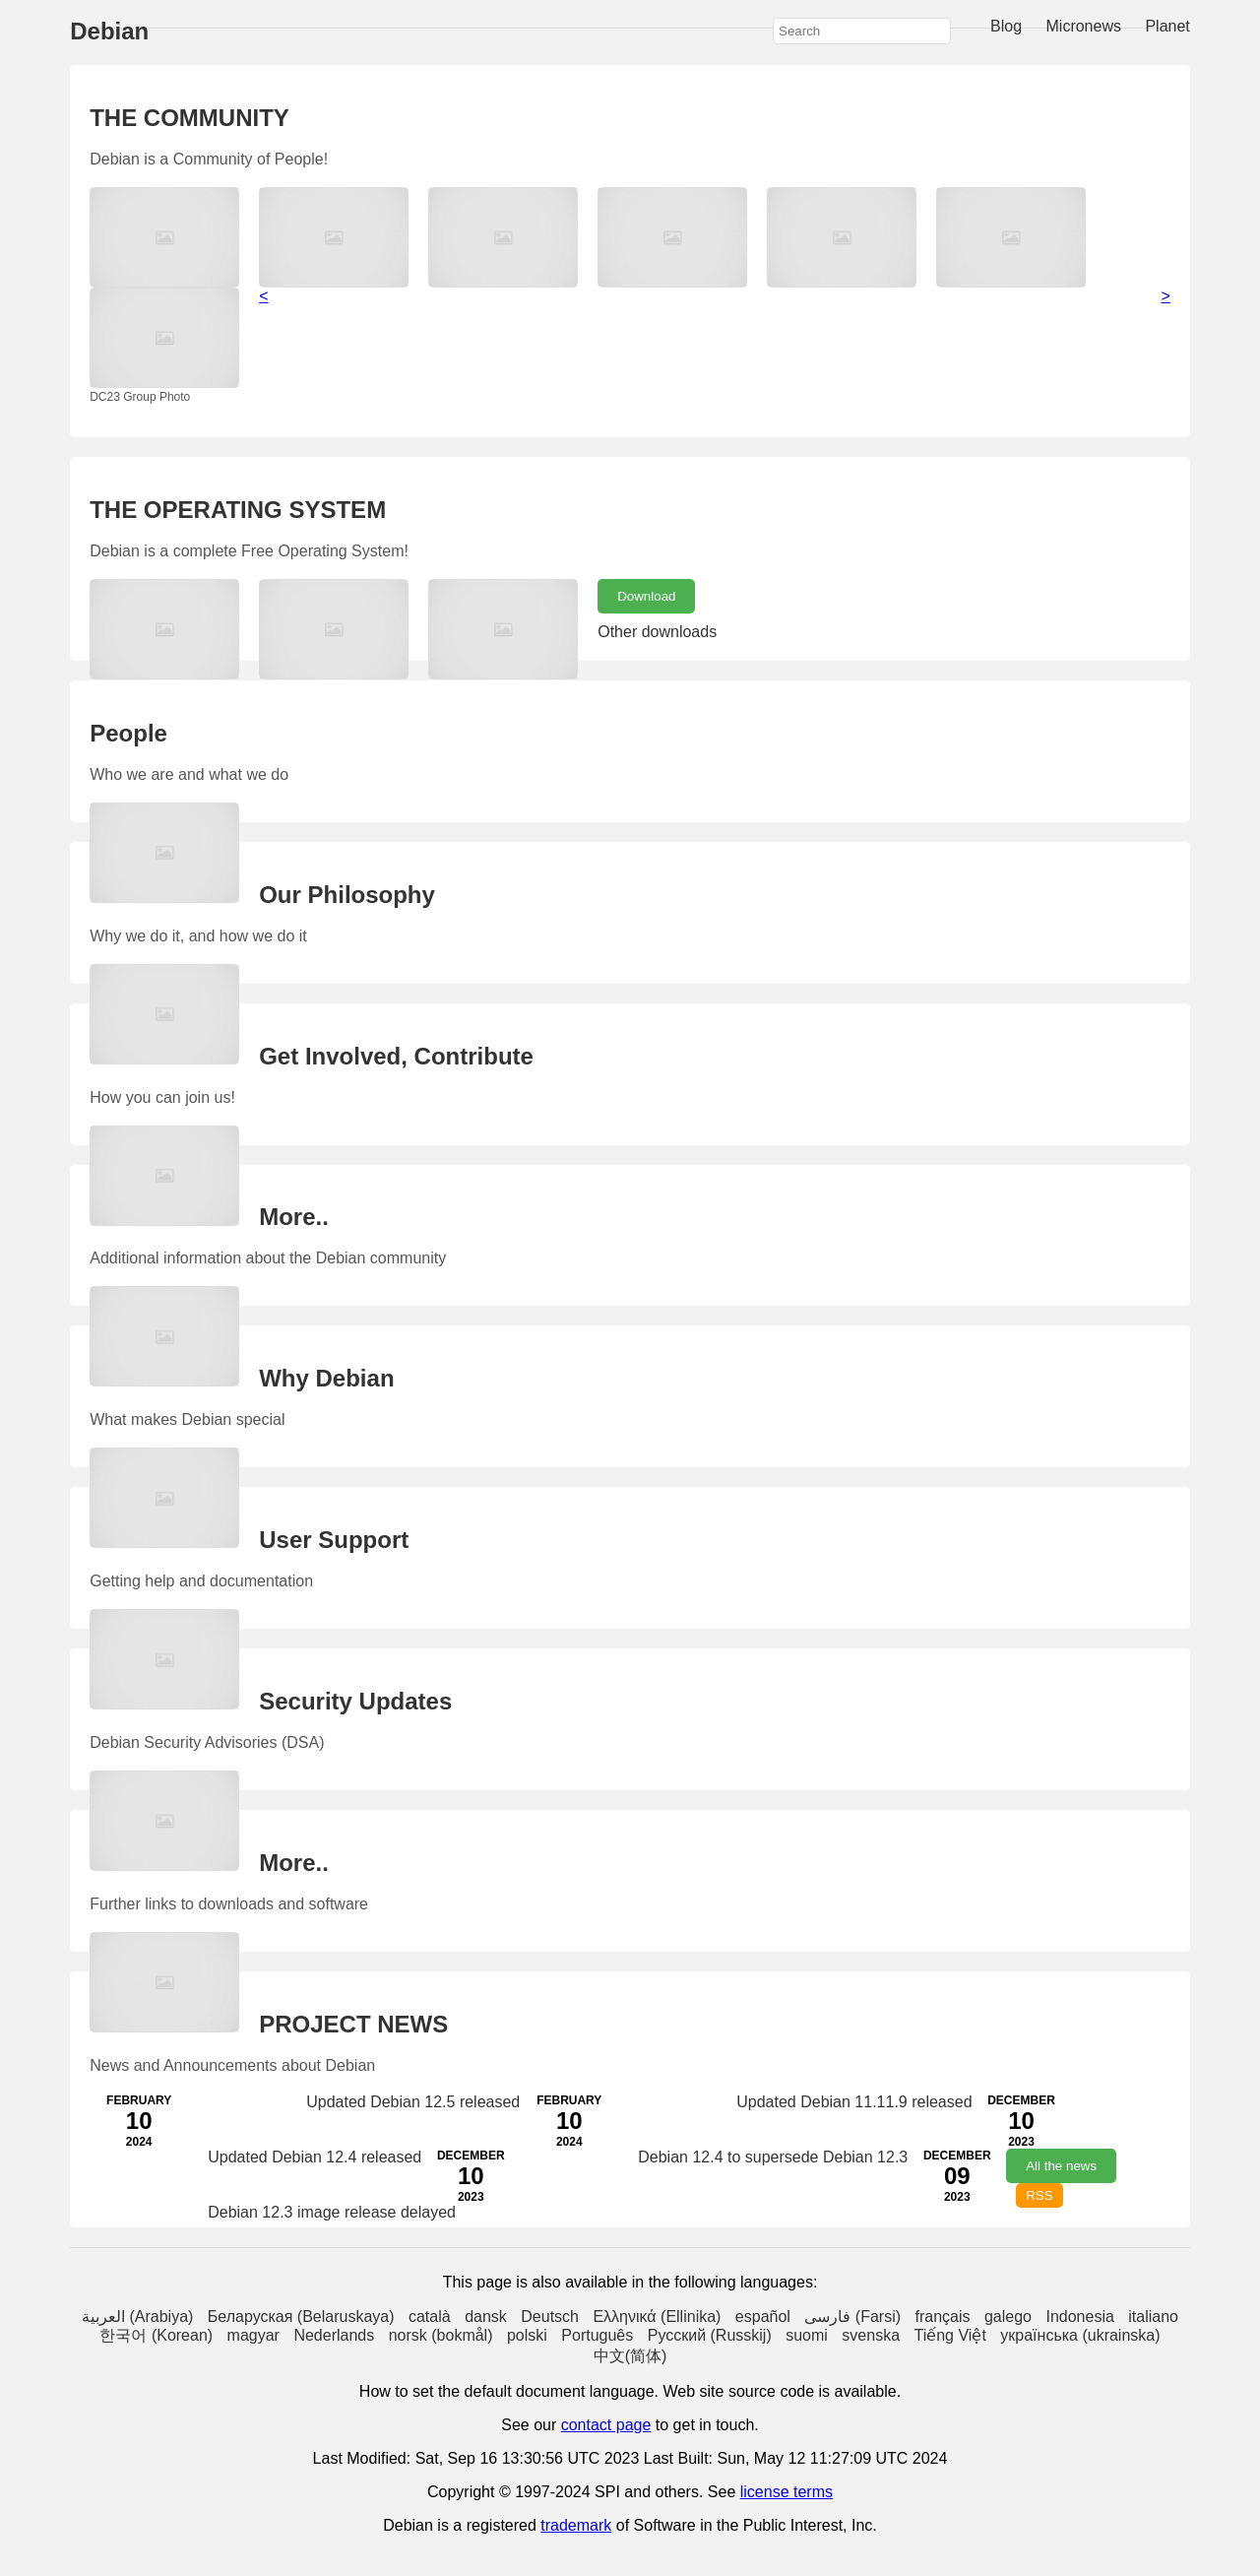 Debian
Search
Blog
Micronews
Planet
THE COMMUNITY
Debian is a Community of People!
<
>
DC23 Group Photo
THE OPERATING SYSTEM
Debian is a complete Free Operating System!
Download
Other downloads
People
Who we are and what we do
Our Philosophy
Why we do it, and how we do it
Get Involved, Contribute
How you can join us!
More..
Additional information about the Debian community
Why Debian
What makes Debian special
User Support
Getting help and documentation
Security Updates
Debian Security Advisories (DSA)
More..
Further links to downloads and software
PROJECT NEWS
News and Announcements about Debian
FEBRUARY
10
2024
Updated Debian 12.5 released
FEBRUARY
10
2024
Updated Debian 11.11.9 released
DECEMBER
10
2023
Updated Debian 12.4 released
DECEMBER
10
2023
Debian 12.4 to supersede Debian 12.3
DECEMBER
09
2023
All the news
RSS
Debian 12.3 image release delayed
This page is also available in the following languages:
العربية (Arabiya) Беларуская (Belaruskaya) català dansk Deutsch Ελληνικά (Ellinika) español فارسی (Farsi) français galego Indonesia italiano
한국어 (Korean) magyar Nederlands norsk (bokmål) polski Português Русский (Russkij) suomi svenska Tiếng Việt українська (ukrainska)
中文(简体)
How to set the default document language. Web site source code is available.
See our contact page to get in touch.
Last Modified: Sat, Sep 16 13:30:56 UTC 2023 Last Built: Sun, May 12 11:27:09 UTC 2024
Copyright © 1997-2024 SPI and others. See license terms
Debian is a registered trademark of Software in the Public Interest, Inc.